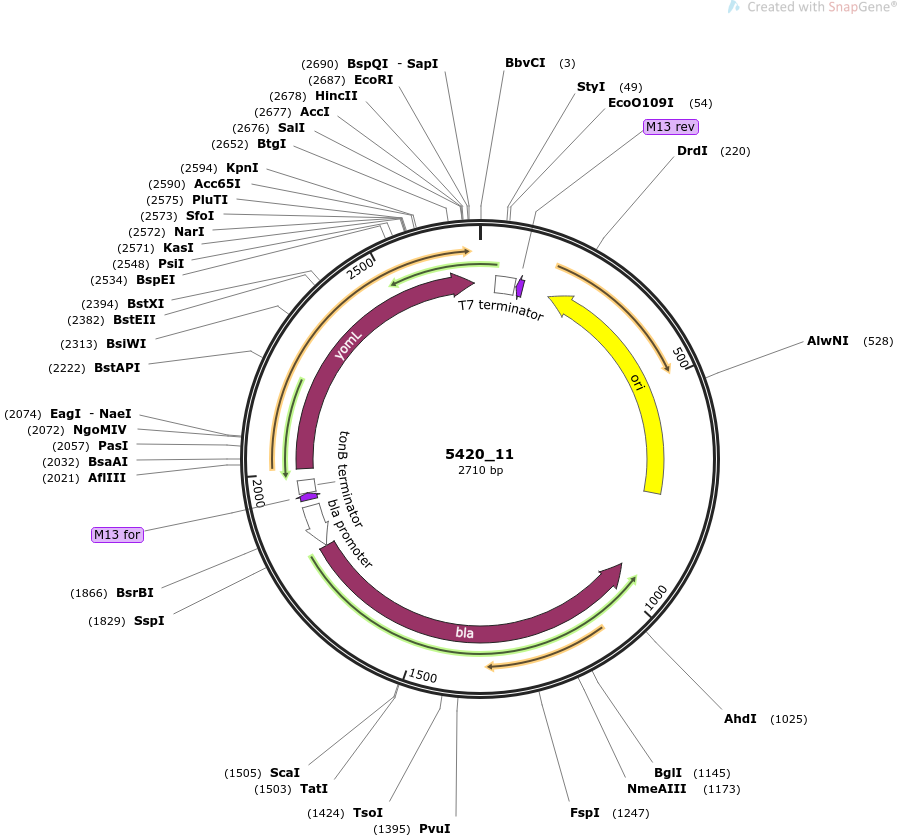 Created with SnapGene®
(2690) BspQI - SapI
(2687) EcoRI
(2678) HincII
(2677) AccI
(2676) SalI
(2652) BtgI
(2594) KpnI
(2590) Acc65I
(2575) PluTI
(2573) SfoI
(2572) NarI
(2571) KasI
(2548) PsiI
(2534) BspEI
(2394) BstXI
(2382) BstEII
(2313) BsiWI
(2222) BstAPI
(2074) EagI - NaeI
(2072) NgoMIV
(2057) PasI
(2032) BsaAI
(2021) AflIII
M13 for
(1866) BsrBI
(1829) SspI
(1505) ScaI
(1503) TatI
(1424) TsoI
(1395) PvuI
BbvCI (3)
StyI (49)
EcoO109I (54)
M13 rev
DrdI (220)
AlwNI (528)
AhdI (1025)
BglI (1145)
NmeAIII (1173)
FspI (1247)
500
1000
1500
2000
2500
T7 terminator
ori
yomL
tonB terminator
bla promoter
bla
5420_11
2710 bp